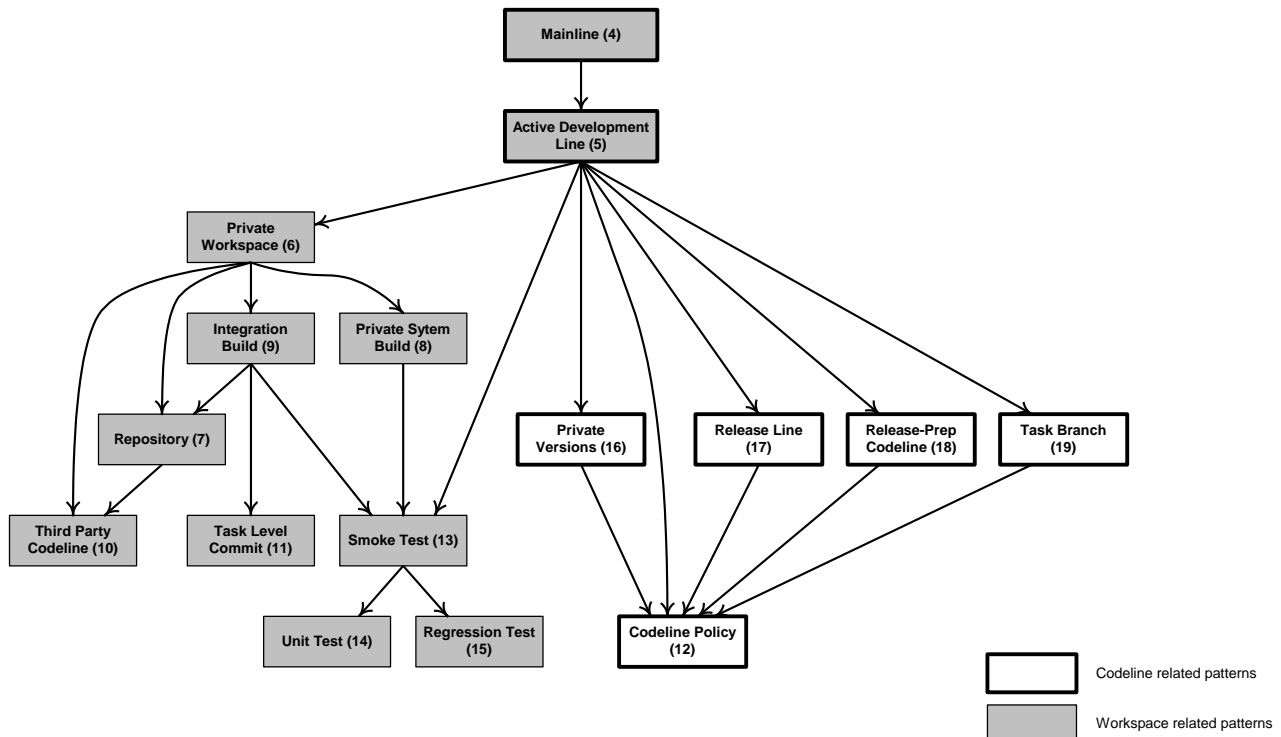 Mainline (4)
Active Development
Line (5)
Private
Workspace (6)
Integration
Build (9)
Private Sytem
Build (8)
Repository (7)
Private
Versions (16)
Release Line
(17)
Release-Prep
Codeline (18)
Task Branch
(19)
Third Party
Codeline (10)
Task Level
Commit (11)
Smoke Test (13)
Unit Test (14)
Regression Test
(15)
Codeline Policy
(12)
Codeline related patterns
Workspace related patterns